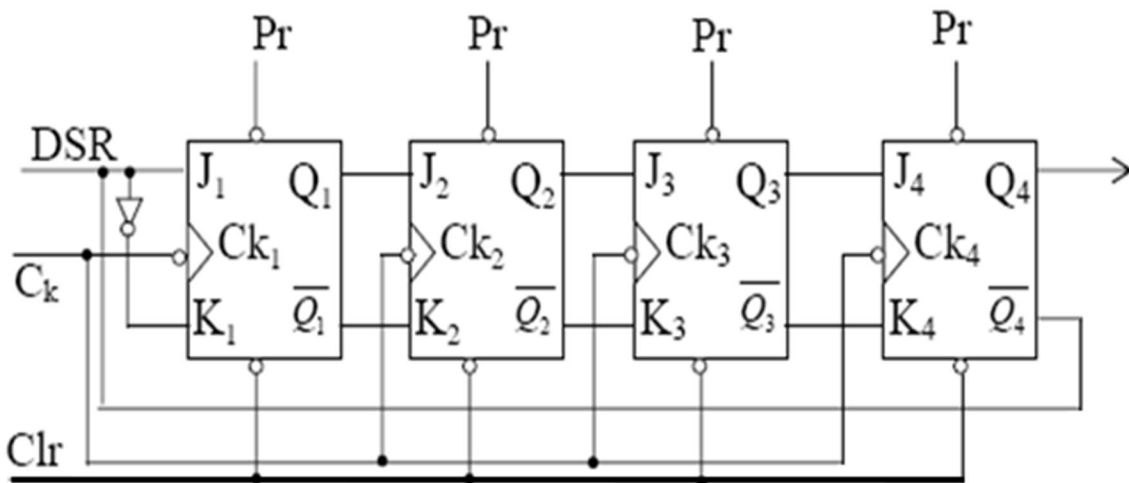 Pr Pr Pr Pr
DSR J₁ Q₁ J₂ Q₂ J₃ Q₃ J₄ Q₄
Ck₁ Ck₂ Ck₃ Ck₄
C_k
K₁ Q̅₁ K₂ Q̅₂ K₃ Q̅₃ K₄ Q̅₄
Clr